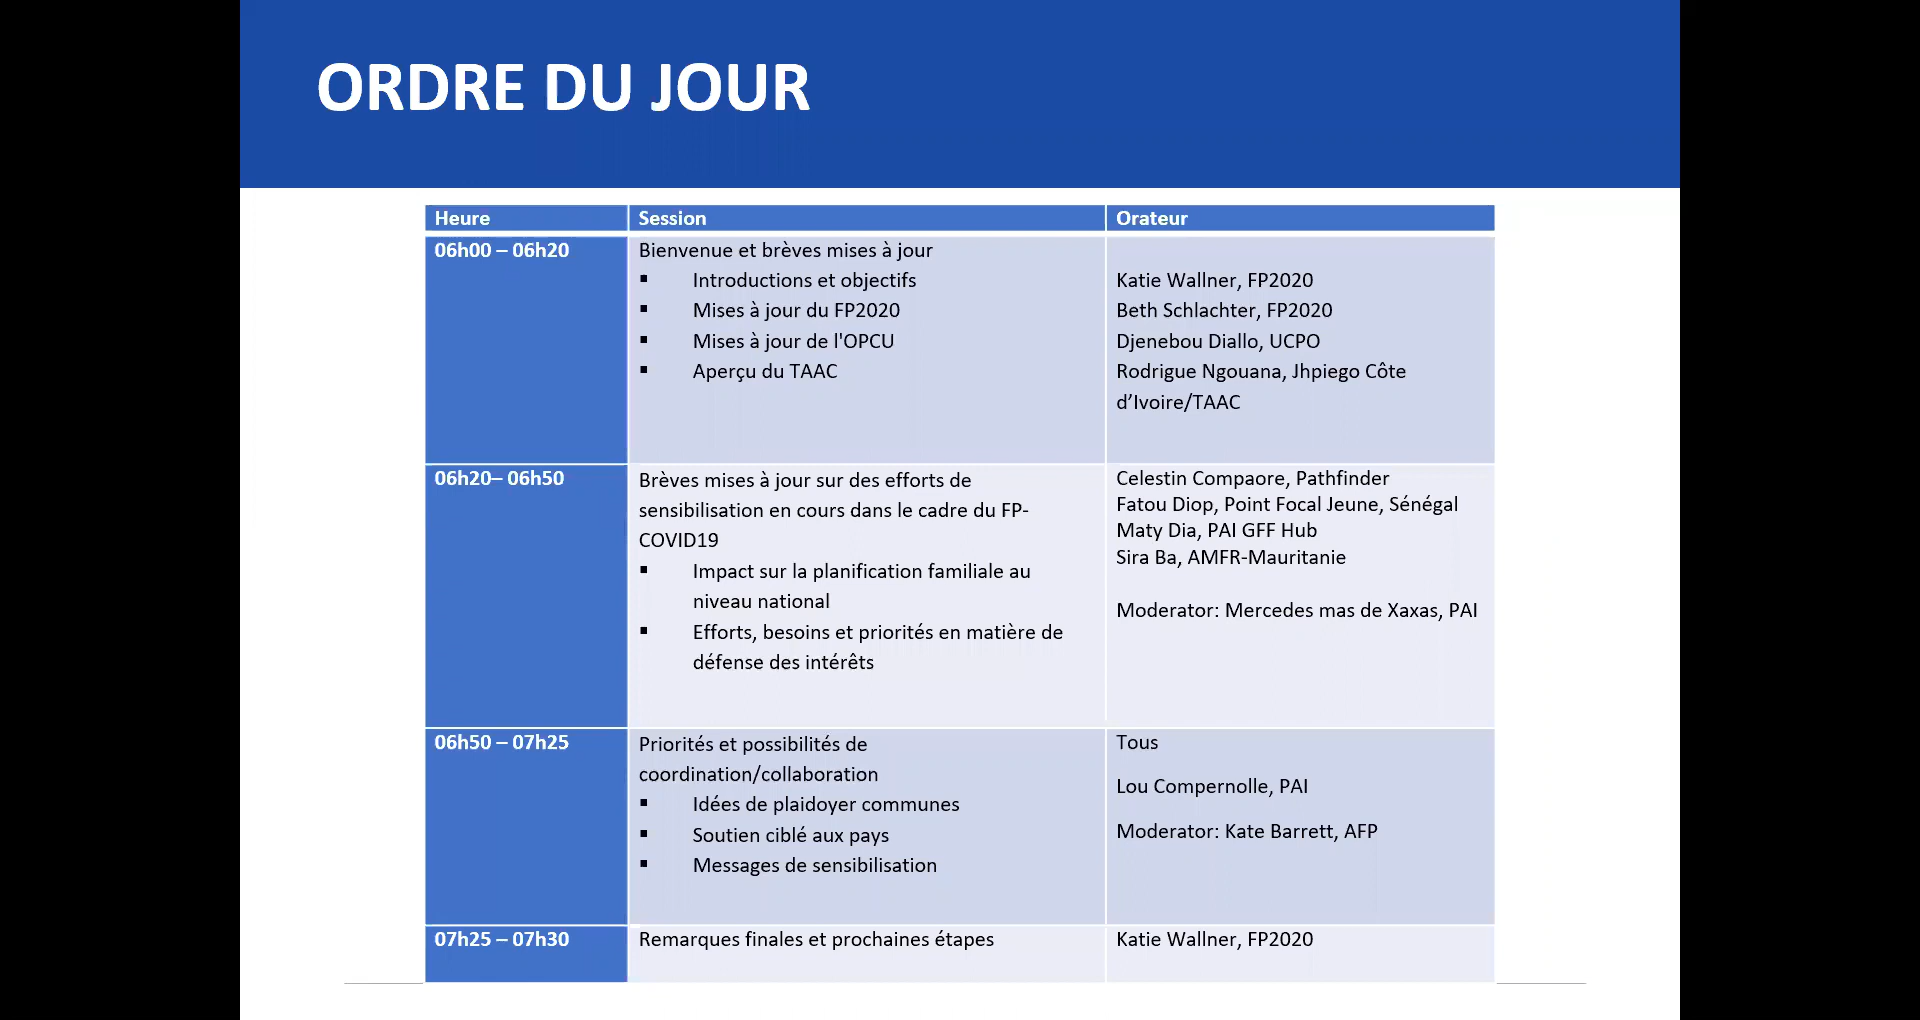 ORDRE DU JOUR
Heure
Session
Orateur
06h00 – 06h20
Bienvenue et brèves mises à jour
▪ Introductions et objectifs
▪ Mises à jour du FP2020
▪ Mises à jour de l'OPCU
▪ Aperçu du TAAC
Katie Wallner, FP2020
Beth Schlachter, FP2020
Djenebou Diallo, UCPO
Rodrigue Ngouana, Jhpiego Côte
d’Ivoire/TAAC
06h20– 06h50
Brèves mises à jour sur des efforts de
sensibilisation en cours dans le cadre du FP-
COVID19
▪ Impact sur la planification familiale au
niveau national
▪ Efforts, besoins et priorités en matière de
défense des intérêts
Celestin Compaore, Pathfinder
Fatou Diop, Point Focal Jeune, Sénégal
Maty Dia, PAI GFF Hub
Sira Ba, AMFR-Mauritanie
Moderator: Mercedes mas de Xaxas, PAI
06h50 – 07h25
Priorités et possibilités de
coordination/collaboration
▪ Idées de plaidoyer communes
▪ Soutien ciblé aux pays
▪ Messages de sensibilisation
Tous
Lou Compernolle, PAI
Moderator: Kate Barrett, AFP
07h25 – 07h30
Remarques finales et prochaines étapes
Katie Wallner, FP2020